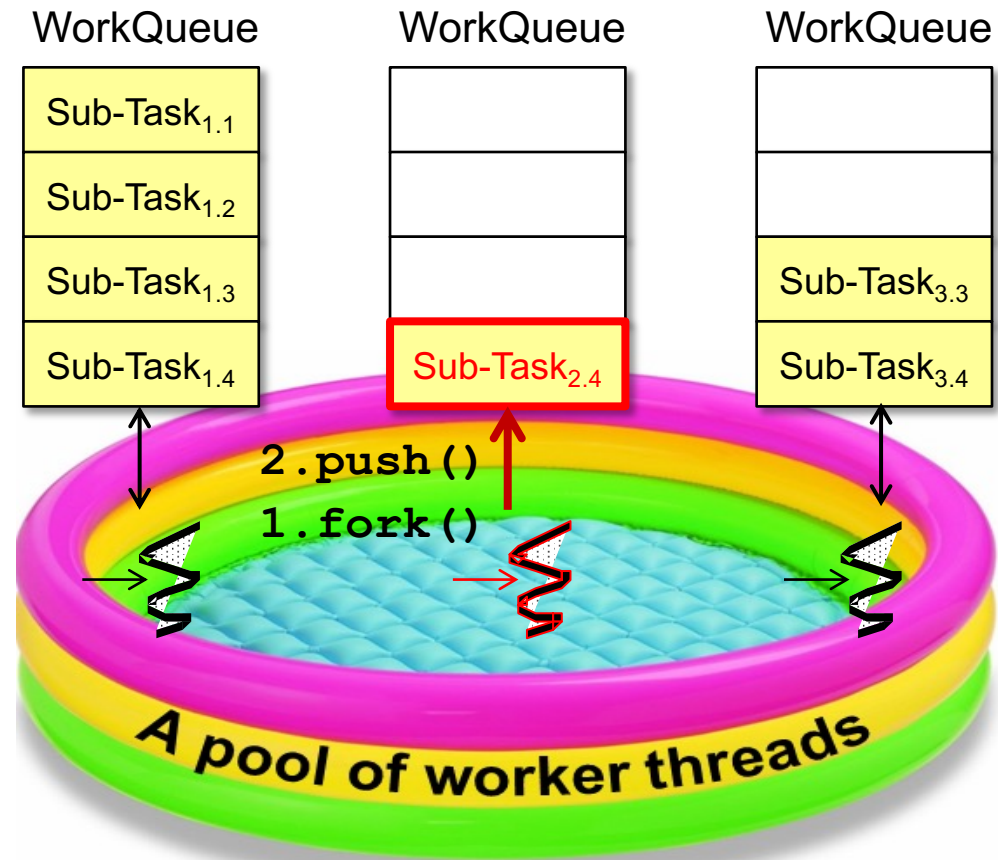 WorkQueue WorkQueue WorkQueue
Sub-Task1.1
Sub-Task1.2
Sub-Task1.3 Sub-Task3.3
Sub-Task1.4 Sub-Task2.4 Sub-Task3.4
2.push()
1.fork()
A pool of worker threads